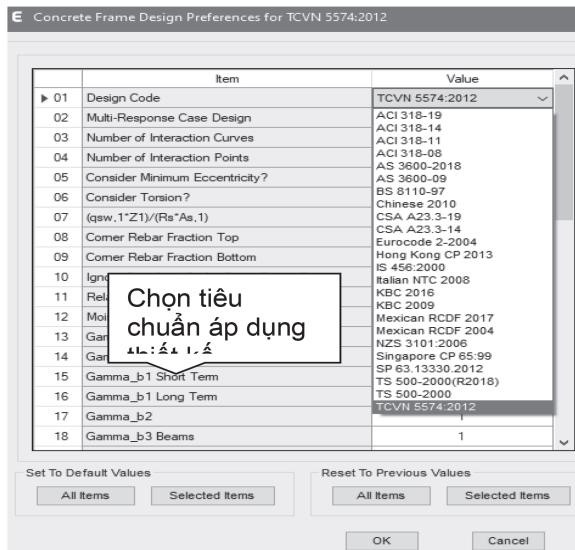 E Concrete Frame Design Preferences for TCVN 5574:2012
Item Value
01 Design Code TCVN 5574:2012
02 Multi-Response Case Design
03 Number of Interaction Curves
04 Number of Interaction Points
05 Consider Minimum Eccentricity?
06 Consider Torsion?
07 (qsw,1*Z1)/(Rs*As,1)
08 Corner Rebar Fraction Top
09 Corner Rebar Fraction Bottom
10
11
12
13
14
15 Gamma_b1 Short Term
16 Gamma_b1 Long Term
17 Gamma_b2 1
18 Gamma_b3 Beams 1
ACI 318-19
ACI 318-14
ACI 318-11
ACI 318-08
AS 3600-2018
AS 3600-09
BS 8110-97
Chinese 2010
CSA A23.3-19
CSA A23.3-14
Eurocode 2-2004
Hong Kong CP 2013
IS 456:2000
Italian NTC 2008
KBC 2016
KBC 2009
Mexican RCDF 2017
Mexican RCDF 2004
NZS 3101:2006
Singapore CP 65:99
SP 63.13330.2012
TS 500-2000(R2018)
TS 500-2000
TCVN 5574:2012
Chọn tiêu
chuẩn áp dụng
thiết kế
Set To Default Values
All Items Selected Items
Reset To Previous Values
All Items Selected Items
OK Cancel